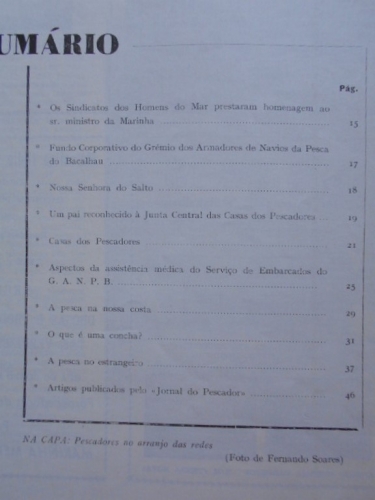 UMÁRIO
Pág.
* Os Sindicatos dos Homens do Mar prestaram homenagem ao
sr. ministro da Marinha 15
* Fundo Corporativo do Grémio dos Armadores de Navios da Pesca
do Bacalhau 17
* Nossa Senhora do Salto 18
* Um pai reconhecido à Junta Central das Casas dos Pescadores 19
* Casas dos Pescadores 21
* Aspectos da assistência médica do Serviço de Embarcados do
G. A. N. P. B. 25
* A pesca na nossa costa 29
* O que é uma concha? 31
* A pesca no estrangeiro 37
* Artigos publicados pelo «Jornal do Pescador» 46
NA CAPA: Pescadores no arranjo das redes
(Foto de Fernando Soares)